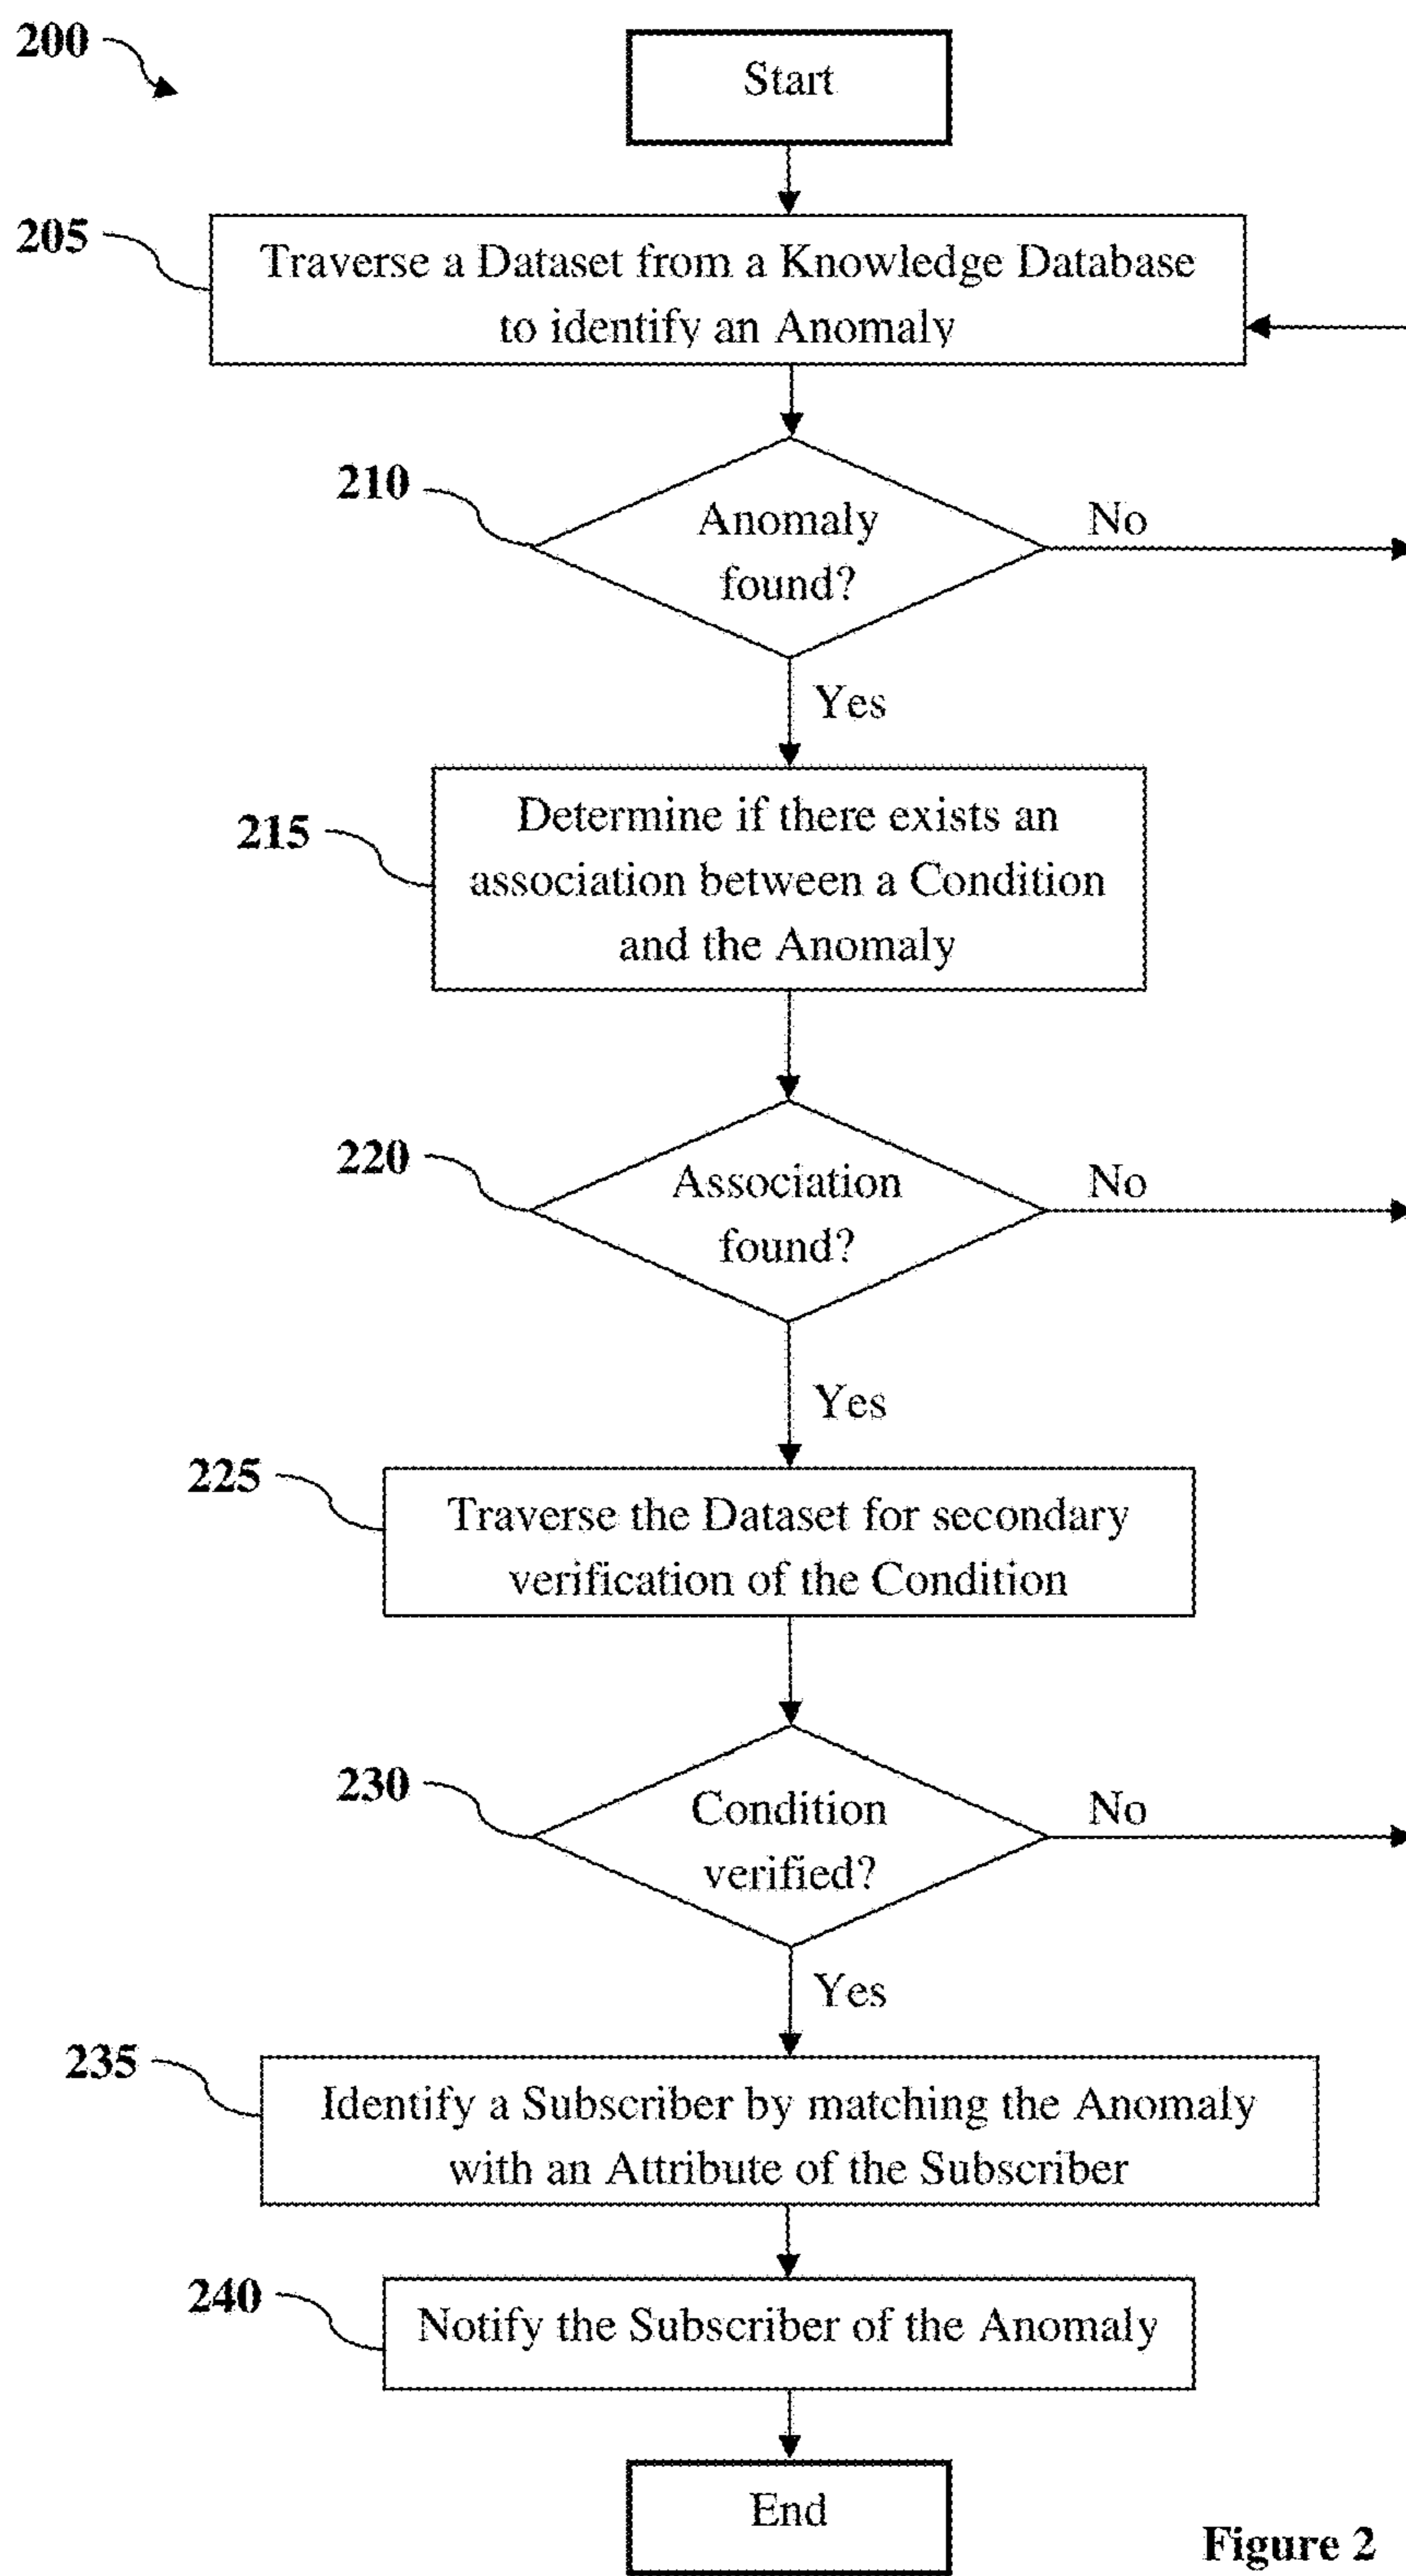 200
Start
205
Traverse a Dataset from a Knowledge Database
to identify an Anomaly
210
Anomaly
found?
No
Yes
215
Determine if there exists an
association between a Condition
and the Anomaly
220
Association
found?
No
Yes
225
Traverse the Dataset for secondary
verification of the Condition
230
Condition
verified?
No
Yes
235
Identify a Subscriber by matching the Anomaly
with an Attribute of the Subscriber
240
Notify the Subscriber of the Anomaly
End
Figure 2